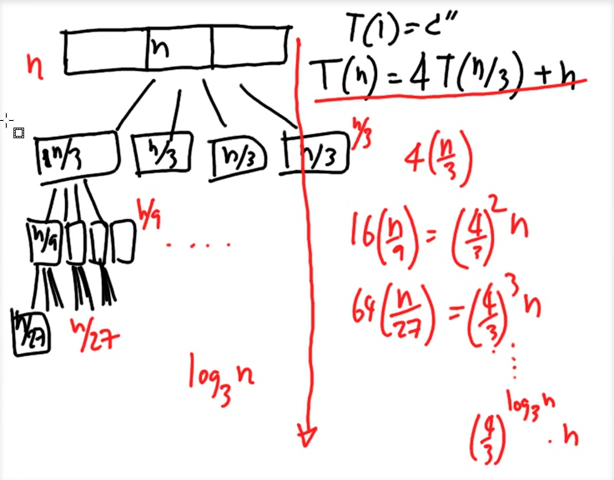 T(1) = c"
n
n
T(n) = 4T(n/3) + n
n/3
n/3
n/3
n/3
n/3
4(n/3)
n/9
n/9
. . . .
16(n/9) = (4/3)^2 n
n/27
n/27
64(n/27) = (4/3)^3 n
log_3 n
(4/3)^{log_3 n} . n